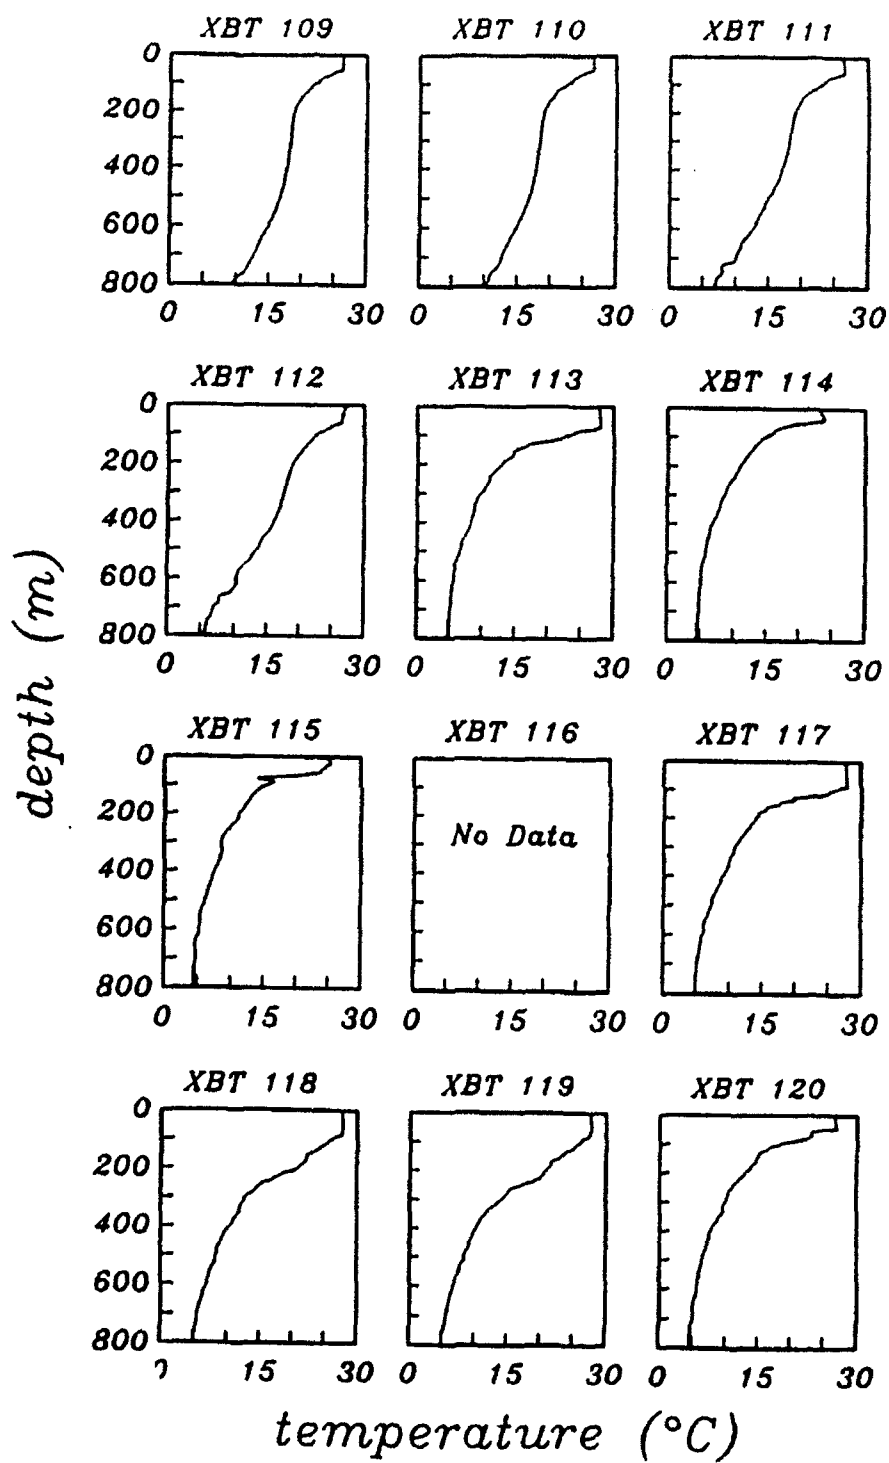 XBT 109 XBT 110 XBT 111
0
200
400
600
800
0 15 30 0 15 30 0 15 30
XBT 112 XBT 113 XBT 114
0
200
400
600
800
0 15 30 0 15 30 0 15 30
XBT 115 XBT 116 XBT 117
0
200
No Data
400
600
800
0 15 30 0 15 30 0 15 30
XBT 118 XBT 119 XBT 120
0
200
400
600
800
0 15 30 0 15 30 0 15 30
depth (m)
temperature (°C)